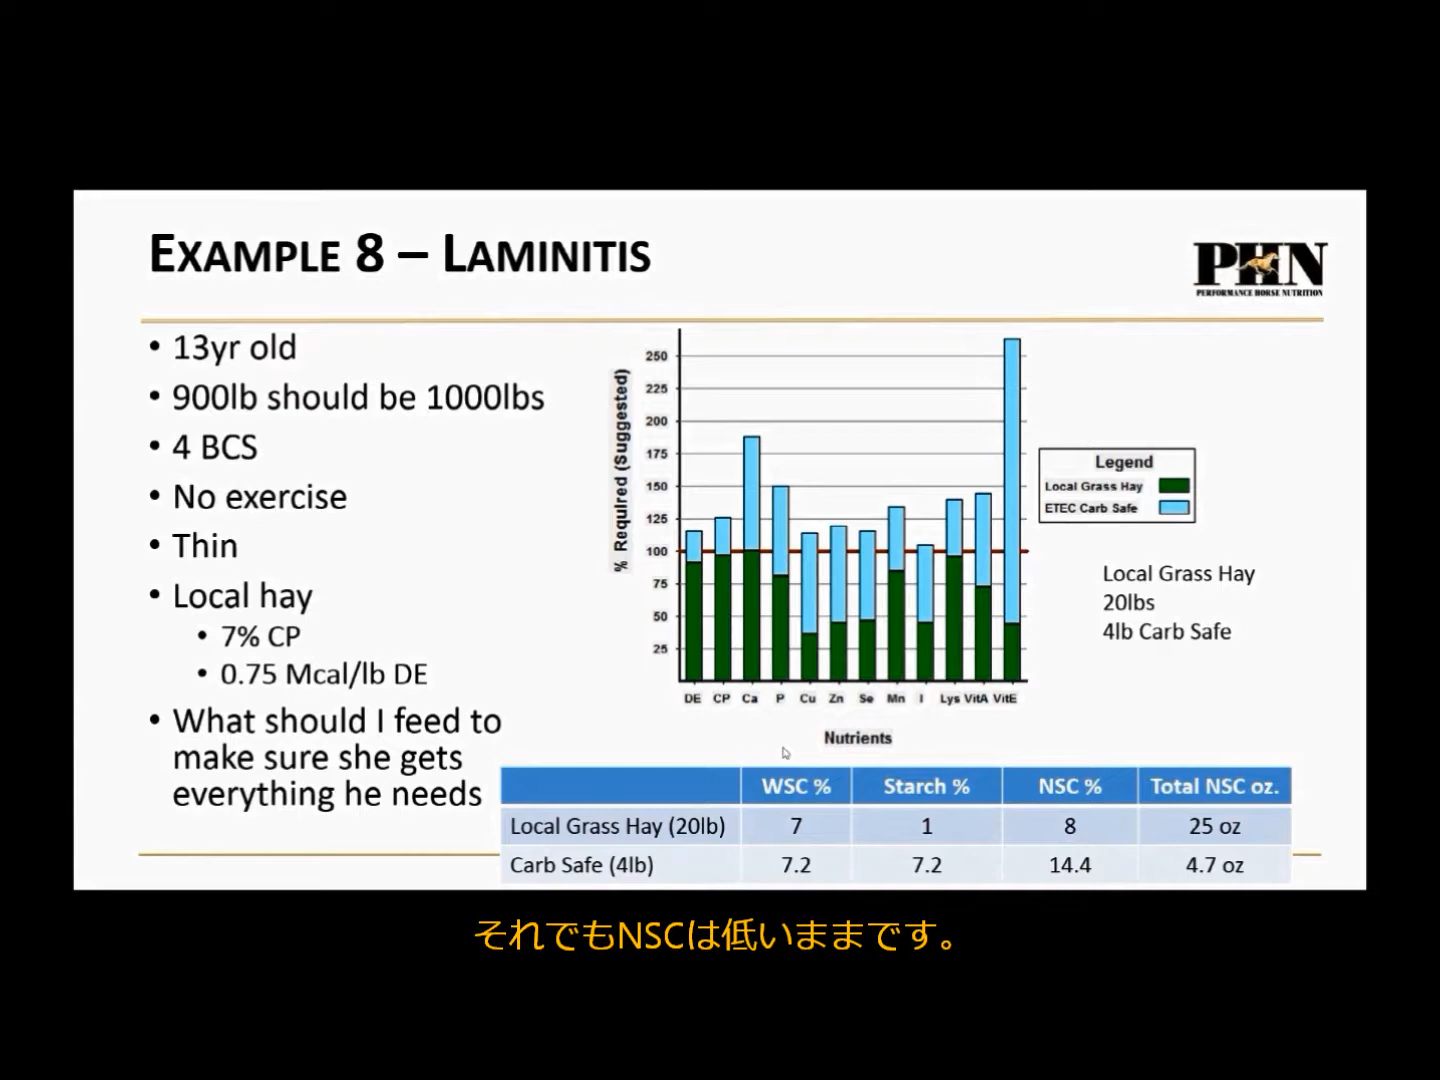 EXAMPLE 8 – LAMINITIS
PHN
PERFORMANCE HORSE NUTRITION
• 13yr old
• 900lb should be 1000lbs
• 4 BCS
• No exercise
• Thin
• Local hay
• 7% CP
• 0.75 Mcal/lb DE
• What should I feed to
make sure she gets
everything he needs
% Required (Suggested)
250
225
200
175
150
125
100
75
50
25
DE CP Ca P Cu Zn Se Mn I Lys VitA VitE
Nutrients
Legend
Local Grass Hay
ETEC Carb Safe
Local Grass Hay
20lbs
4lb Carb Safe
WSC % Starch % NSC % Total NSC oz.
Local Grass Hay (20lb) 7 1 8 25 oz
Carb Safe (4lb) 7.2 7.2 14.4 4.7 oz
それでもNSCは低いままです。